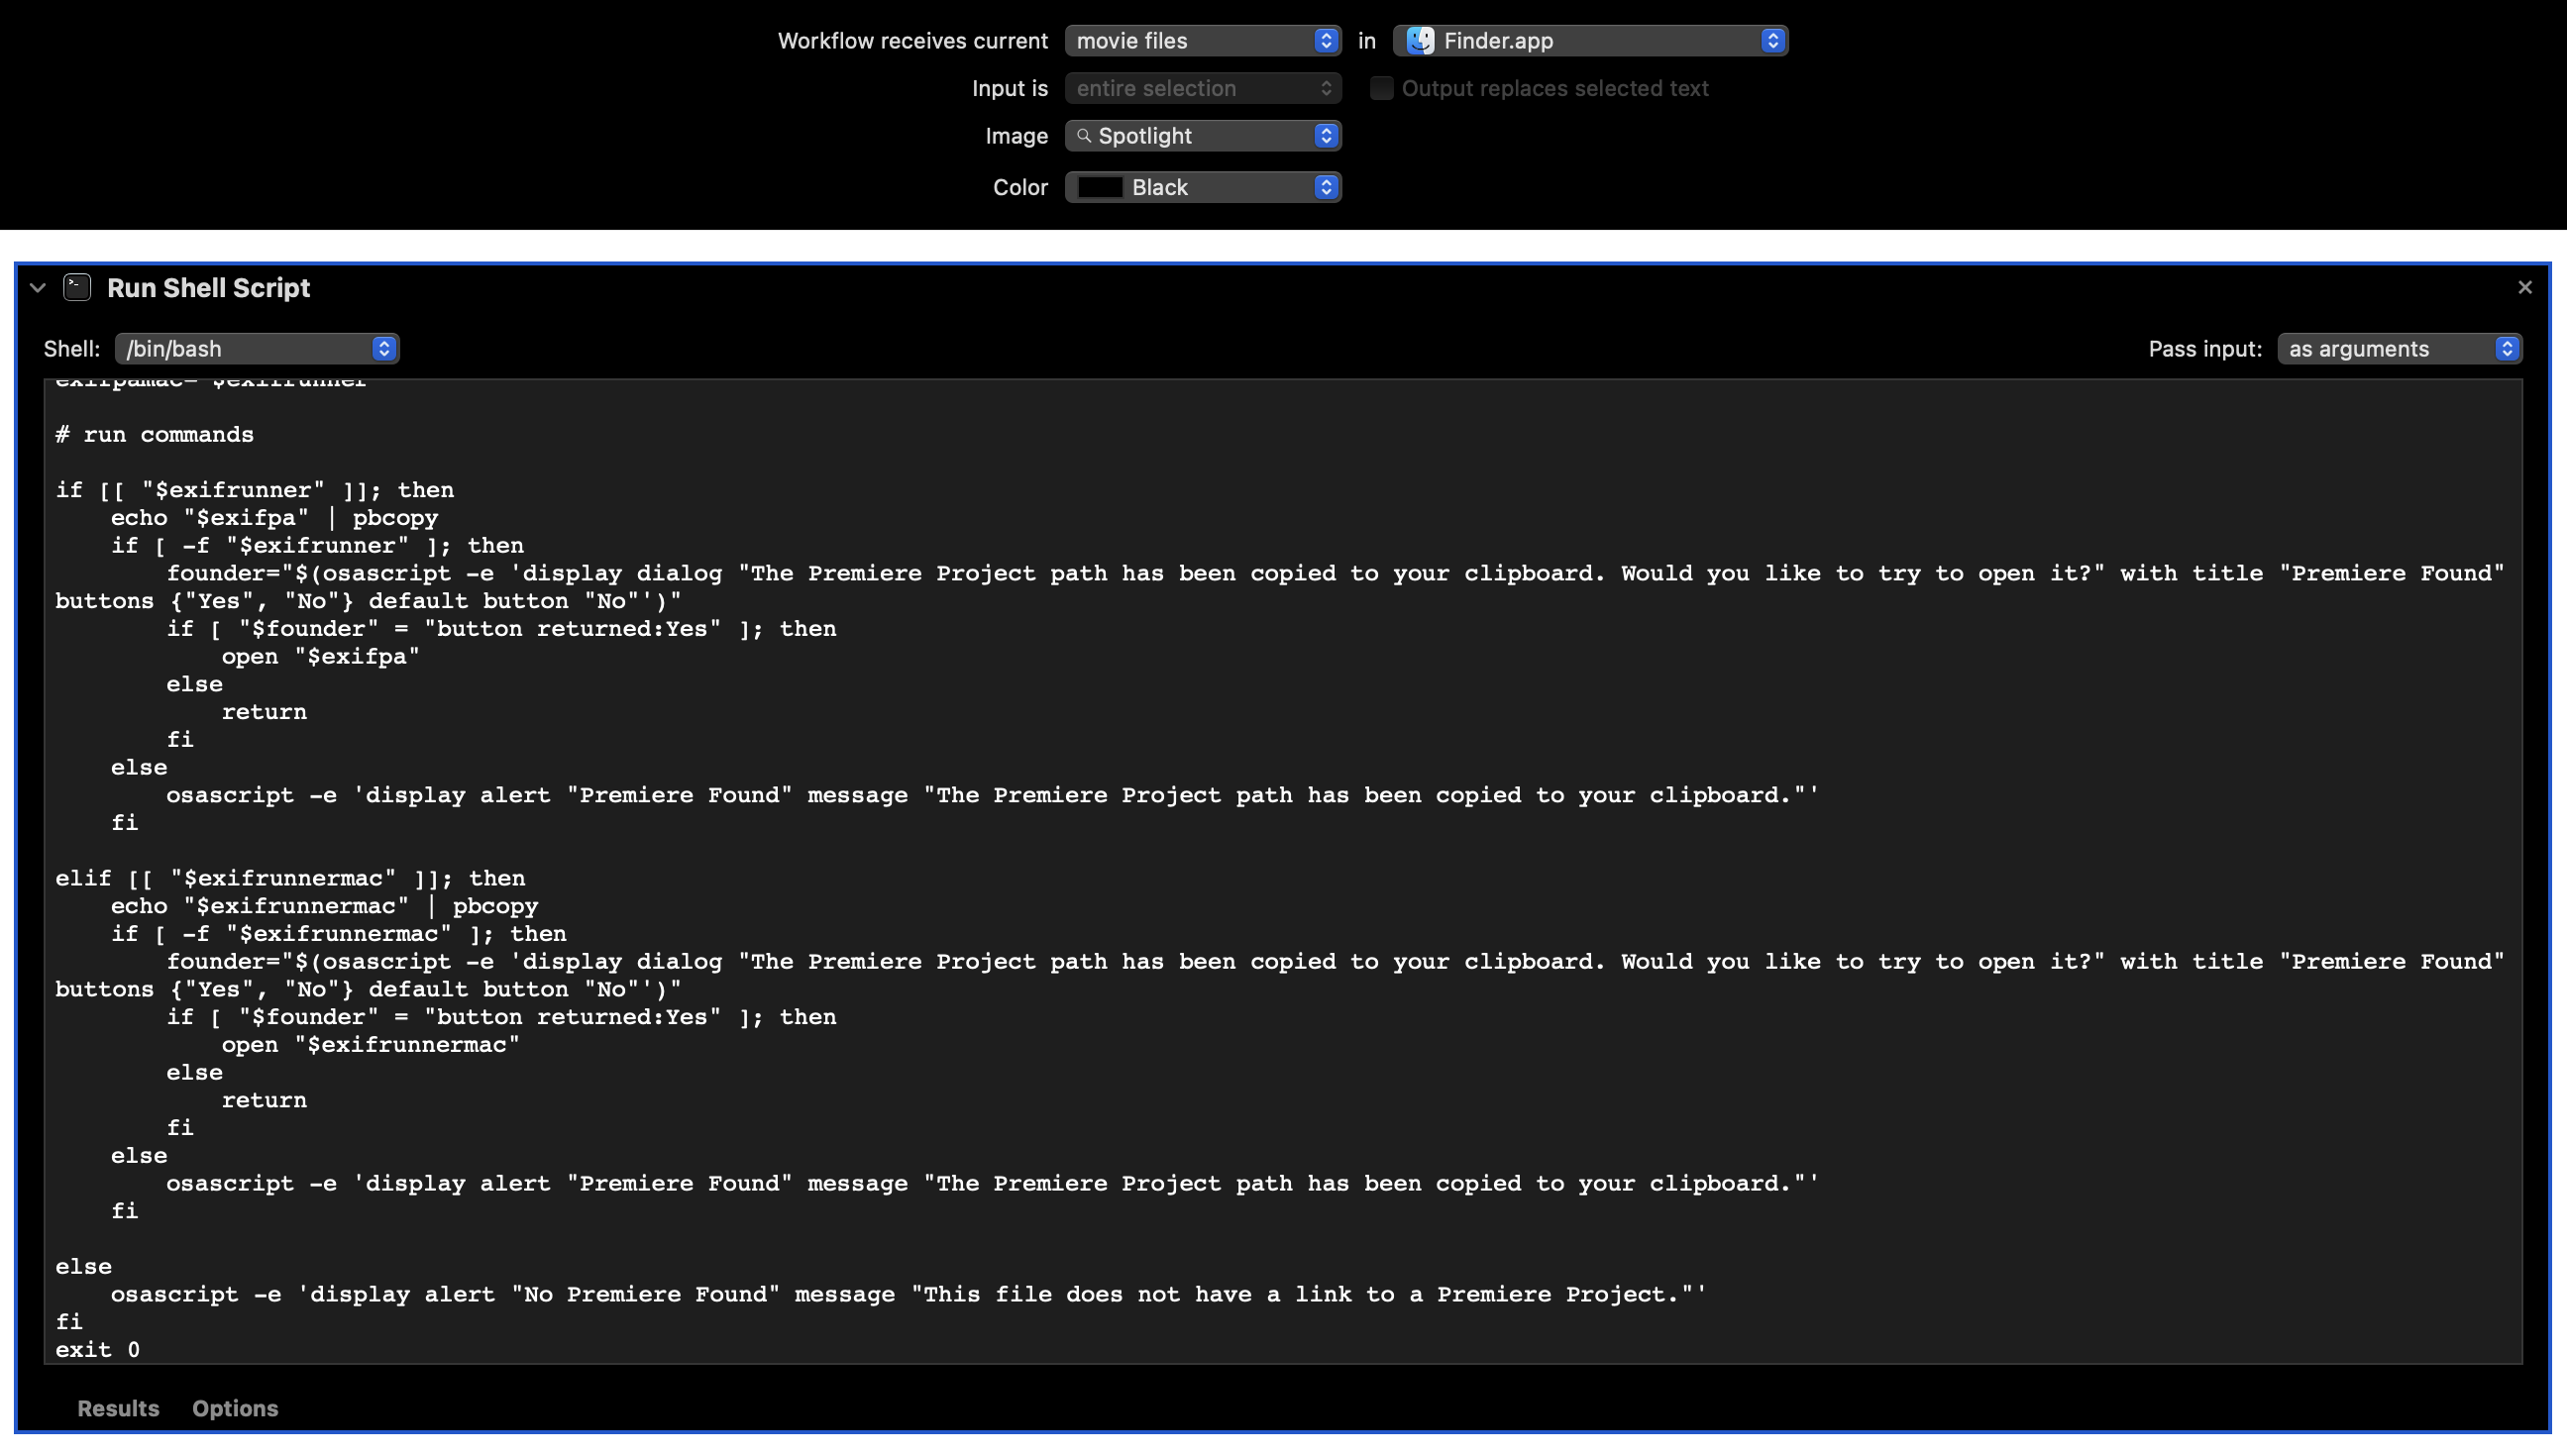 Workflow receives current movie files in Finder.app
Input is entire selection Output replaces selected text
Image Spotlight
Color Black
Run Shell Script
Shell: /bin/bash Pass input: as arguments
# run commands
if [[ "$exifrunner" ]]; then
echo "$exifpa" | pbcopy
if [ -f "$exifrunner" ]; then
founder="$(osascript -e 'display dialog "The Premiere Project path has been copied to your clipboard. Would you like to try to open it?" with title "Premiere Found"
buttons {"Yes", "No"} default button "No"')"
if [ "$founder" = "button returned:Yes" ]; then
open "$exifpa"
else
return
fi
else
osascript -e 'display alert "Premiere Found" message "The Premiere Project path has been copied to your clipboard."'
fi
elif [[ "$exifrunnermac" ]]; then
echo "$exifrunnermac" | pbcopy
if [ -f "$exifrunnermac" ]; then
founder="$(osascript -e 'display dialog "The Premiere Project path has been copied to your clipboard. Would you like to try to open it?" with title "Premiere Found"
buttons {"Yes", "No"} default button "No"')"
if [ "$founder" = "button returned:Yes" ]; then
open "$exifrunnermac"
else
return
fi
else
osascript -e 'display alert "Premiere Found" message "The Premiere Project path has been copied to your clipboard."'
fi
else
osascript -e 'display alert "No Premiere Found" message "This file does not have a link to a Premiere Project."'
fi
exit 0
Results Options